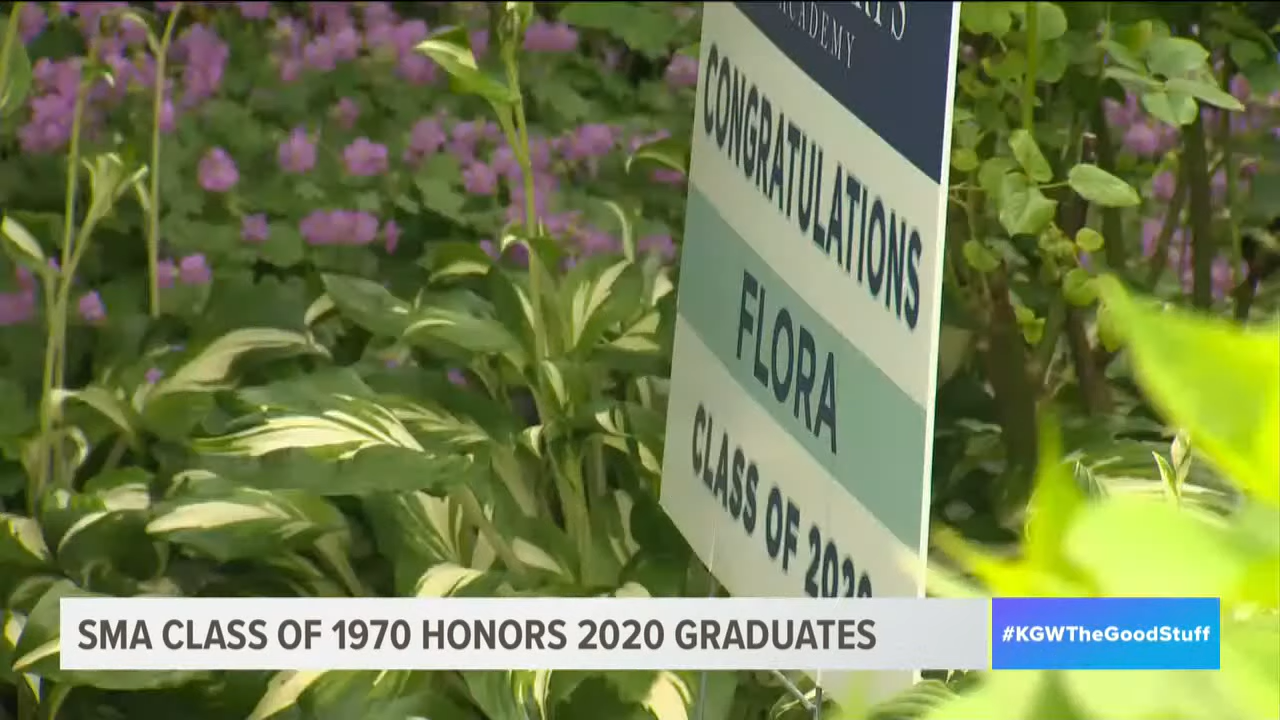 ACADEMY
CONGRATULATIONS
FLORA
CLASS OF 2020
SMA CLASS OF 1970 HONORS 2020 GRADUATES
#KGWTheGoodStuff